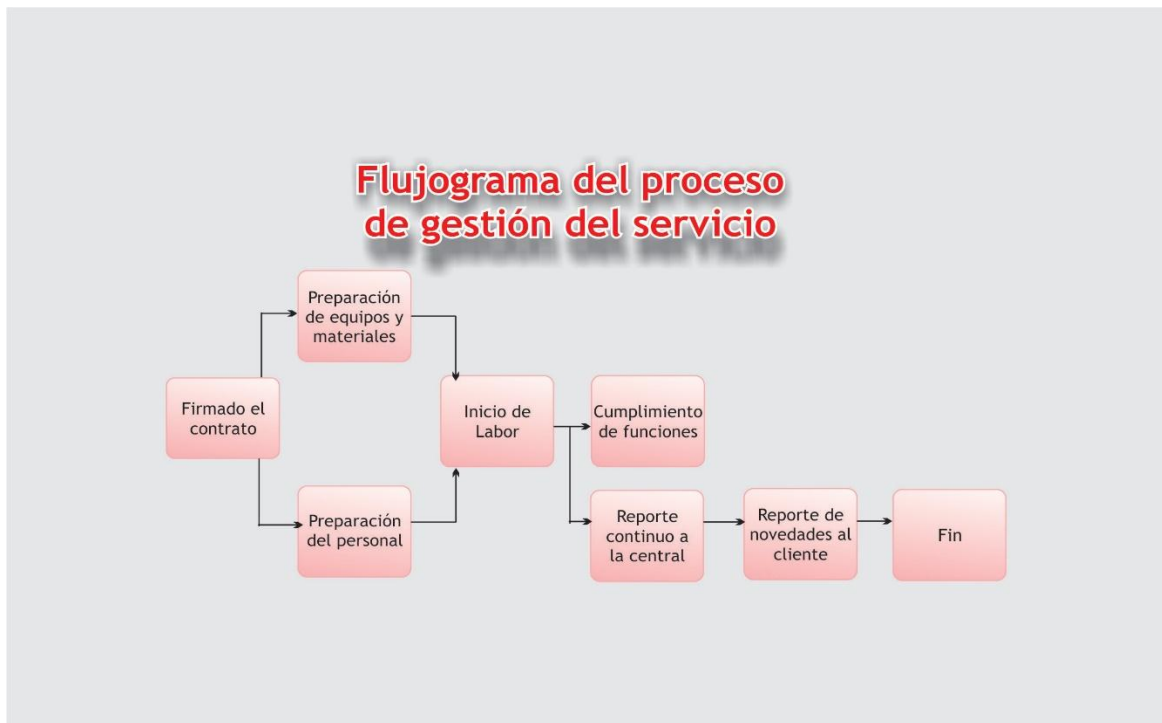 Flujograma del proceso
de gestión del servicio
Preparación
de equipos y
materiales
Firmado el
contrato
Inicio de
Labor
Cumplimiento
de funciones
Preparación
del personal
Reporte
continuo a
la central
Reporte de
novedades al
cliente
Fin